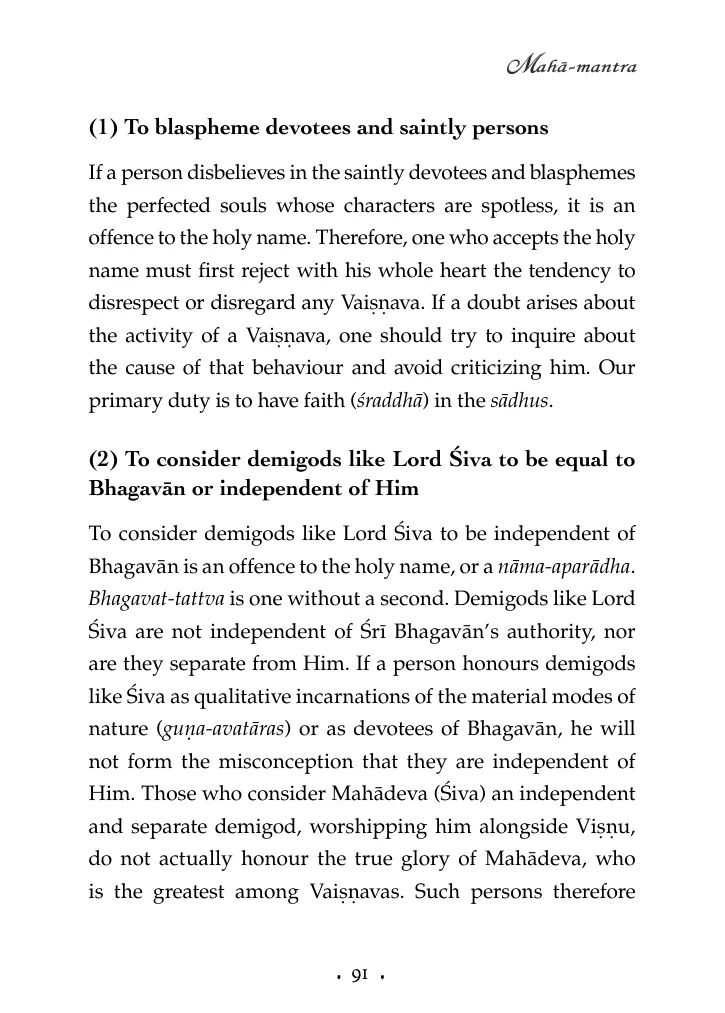 Mahā-mantra
(1) To blaspheme devotees and saintly persons
If a person disbelieves in the saintly devotees and blasphemes
the perfected souls whose characters are spotless, it is an
offence to the holy name. Therefore, one who accepts the holy
name must first reject with his whole heart the tendency to
disrespect or disregard any Vaiṣṇava. If a doubt arises about
the activity of a Vaiṣṇava, one should try to inquire about
the cause of that behaviour and avoid criticizing him. Our
primary duty is to have faith (śraddhā) in the sādhus.
(2) To consider demigods like Lord Śiva to be equal to
Bhagavān or independent of Him
To consider demigods like Lord Śiva to be independent of
Bhagavān is an offence to the holy name, or a nāma-aparādha.
Bhagavat-tattva is one without a second. Demigods like Lord
Śiva are not independent of Śrī Bhagavān’s authority, nor
are they separate from Him. If a person honours demigods
like Śiva as qualitative incarnations of the material modes of
nature (guṇa-avatāras) or as devotees of Bhagavān, he will
not form the misconception that they are independent of
Him. Those who consider Mahādeva (Śiva) an independent
and separate demigod, worshipping him alongside Viṣṇu,
do not actually honour the true glory of Mahādeva, who
is the greatest among Vaiṣṇavas. Such persons therefore
• 91 •